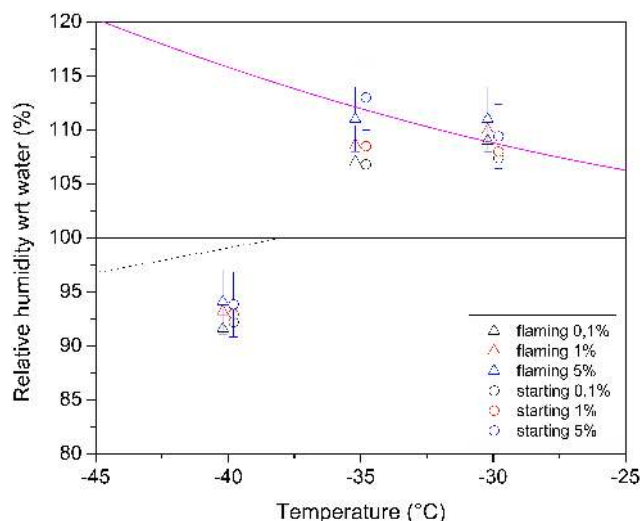 Relative humidity wrt water (%)
120
115
110
105
100
95
90
85
80
flaming 0,1%
flaming 1%
flaming 5%
starting 0.1%
starting 1%
starting 5%
-45
-40
-35
-30
-25
Temperature (°C)